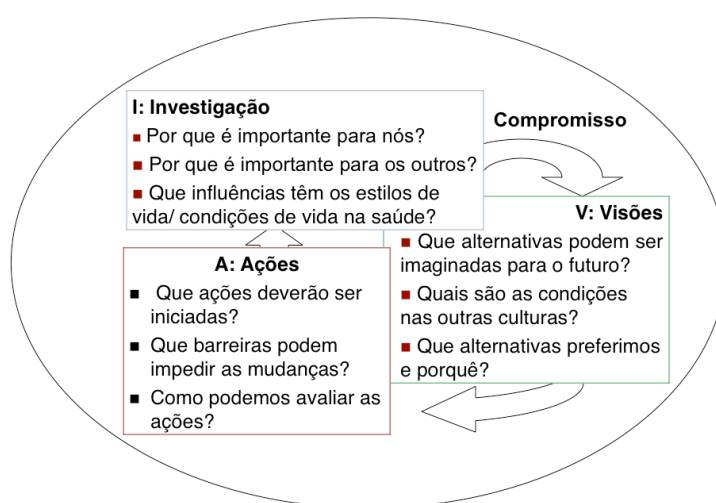 I: Investigação
Por que é importante para nós?
Por que é importante para os outros?
Que influências têm os estilos de
vida/ condições de vida na saúde?
Compromisso
V: Visões
Que alternativas podem ser
imaginadas para o futuro?
Quais são as condições
nas outras culturas?
Que alternativas preferimos
e porquê?
A: Ações
Que ações deverão ser
iniciadas?
Que barreiras podem
impedir as mudanças?
Como podemos avaliar as
ações?